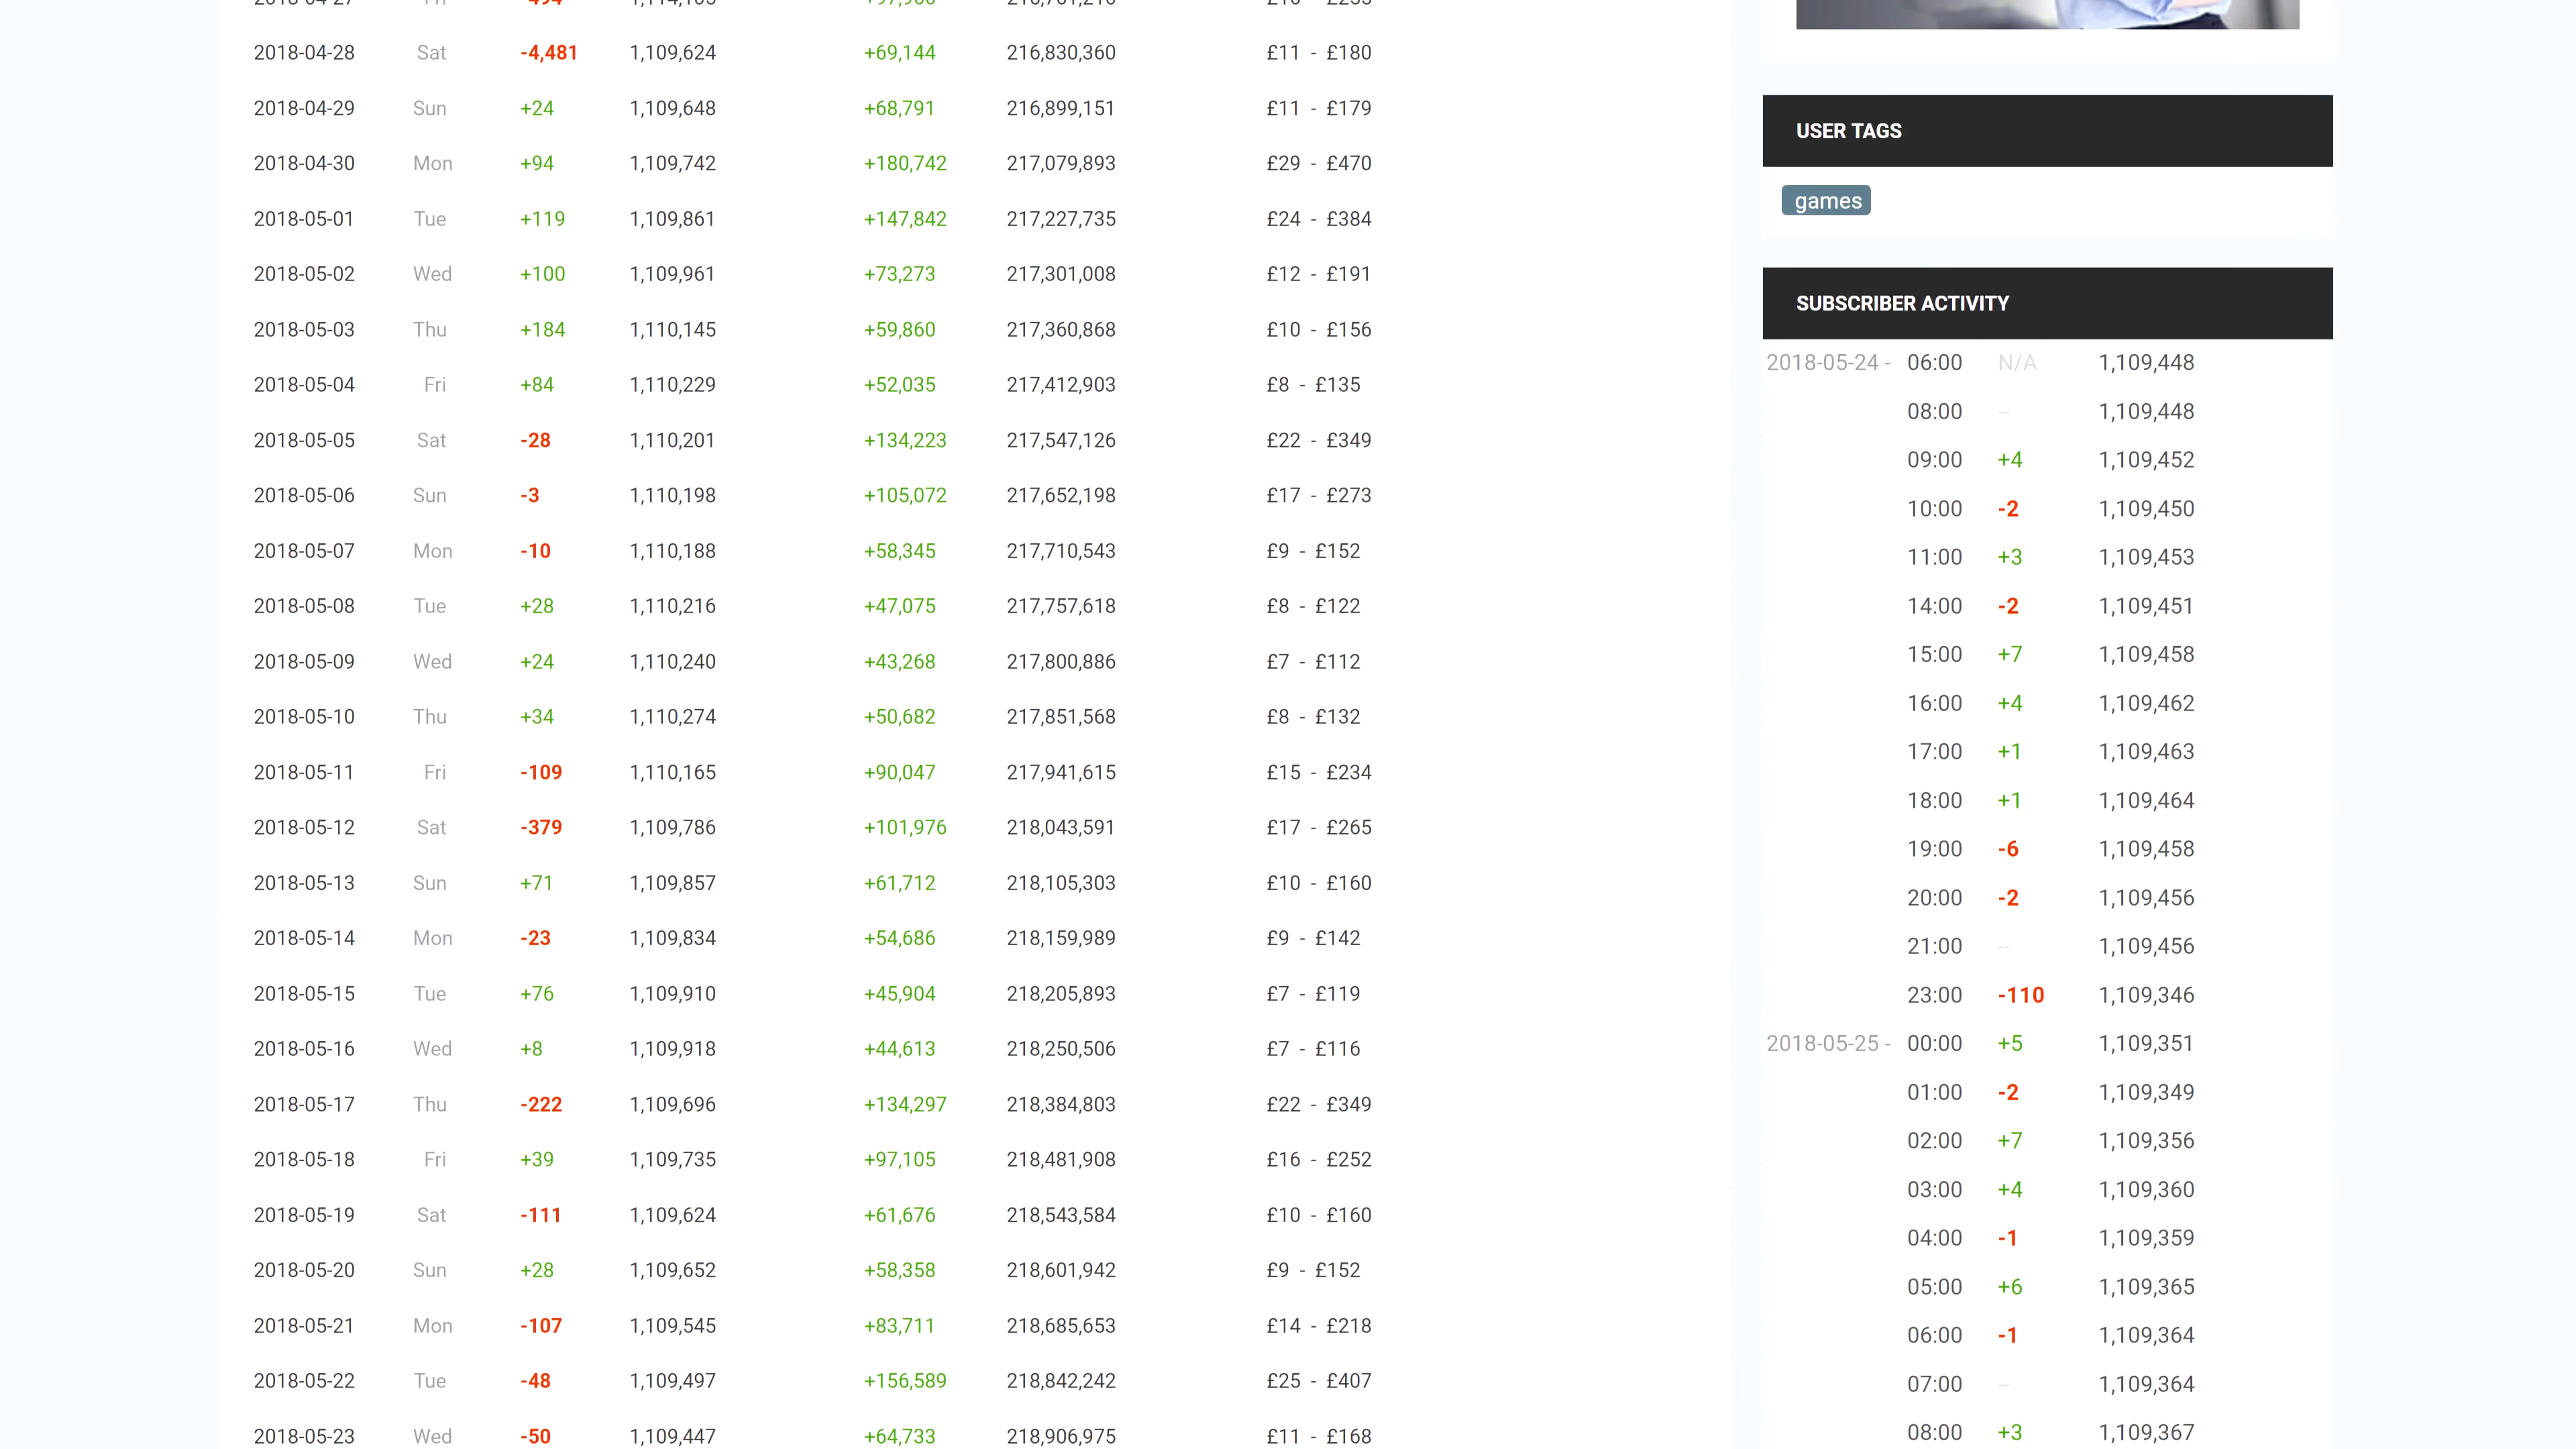 2018-04-28 Sat -4,481 1,109,624 +69,144 216,830,360 £11 - £180
2018-04-29 Sun +24 1,109,648 +68,791 216,899,151 £11 - £179
2018-04-30 Mon +94 1,109,742 +180,742 217,079,893 £29 - £470
2018-05-01 Tue +119 1,109,861 +147,842 217,227,735 £24 - £384
2018-05-02 Wed +100 1,109,961 +73,273 217,301,008 £12 - £191
2018-05-03 Thu +184 1,110,145 +59,860 217,360,868 £10 - £156
2018-05-04 Fri +84 1,110,229 +52,035 217,412,903 £8 - £135
2018-05-05 Sat -28 1,110,201 +134,223 217,547,126 £22 - £349
2018-05-06 Sun -3 1,110,198 +105,072 217,652,198 £17 - £273
2018-05-07 Mon -10 1,110,188 +58,345 217,710,543 £9 - £152
2018-05-08 Tue +28 1,110,216 +47,075 217,757,618 £8 - £122
2018-05-09 Wed +24 1,110,240 +43,268 217,800,886 £7 - £112
2018-05-10 Thu +34 1,110,274 +50,682 217,851,568 £8 - £132
2018-05-11 Fri -109 1,110,165 +90,047 217,941,615 £15 - £234
2018-05-12 Sat -379 1,109,786 +101,976 218,043,591 £17 - £265
2018-05-13 Sun +71 1,109,857 +61,712 218,105,303 £10 - £160
2018-05-14 Mon -23 1,109,834 +54,686 218,159,989 £9 - £142
2018-05-15 Tue +76 1,109,910 +45,904 218,205,893 £7 - £119
2018-05-16 Wed +8 1,109,918 +44,613 218,250,506 £7 - £116
2018-05-17 Thu -222 1,109,696 +134,297 218,384,803 £22 - £349
2018-05-18 Fri +39 1,109,735 +97,105 218,481,908 £16 - £252
2018-05-19 Sat -111 1,109,624 +61,676 218,543,584 £10 - £160
2018-05-20 Sun +28 1,109,652 +58,358 218,601,942 £9 - £152
2018-05-21 Mon -107 1,109,545 +83,711 218,685,653 £14 - £218
2018-05-22 Tue -48 1,109,497 +156,589 218,842,242 £25 - £407
2018-05-23 Wed -50 1,109,447 +64,733 218,906,975 £11 - £168
USER TAGS
games
SUBSCRIBER ACTIVITY
2018-05-24 - 06:00 N/A 1,109,448
08:00 -- 1,109,448
09:00 +4 1,109,452
10:00 -2 1,109,450
11:00 +3 1,109,453
14:00 -2 1,109,451
15:00 +7 1,109,458
16:00 +4 1,109,462
17:00 +1 1,109,463
18:00 +1 1,109,464
19:00 -6 1,109,458
20:00 -2 1,109,456
21:00 -- 1,109,456
23:00 -110 1,109,346
2018-05-25 - 00:00 +5 1,109,351
01:00 -2 1,109,349
02:00 +7 1,109,356
03:00 +4 1,109,360
04:00 -1 1,109,359
05:00 +6 1,109,365
06:00 -1 1,109,364
07:00 -- 1,109,364
08:00 +3 1,109,367